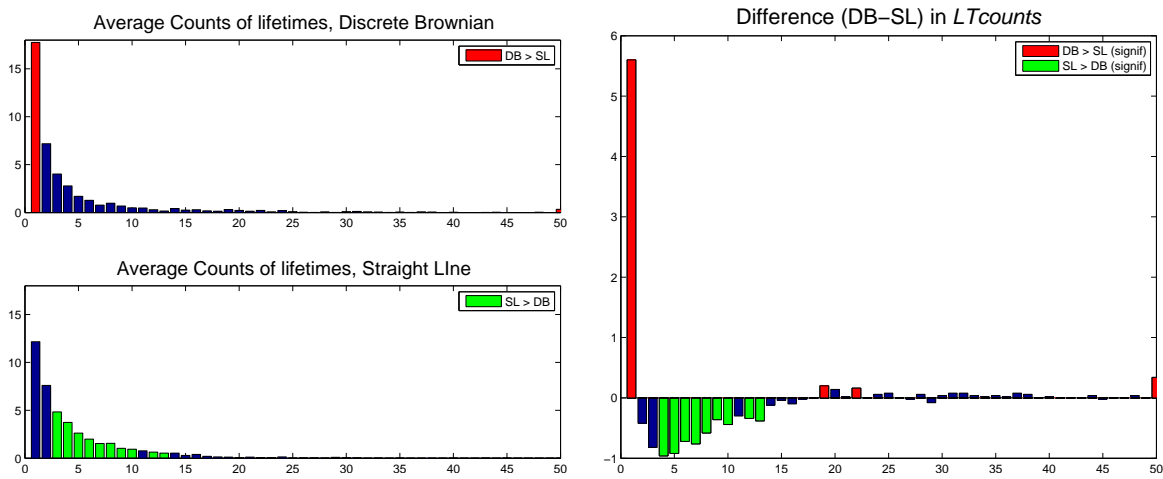 Average Counts of lifetimes, Discrete Brownian
15
10
5
0
DB > SL
0 5 10 15 20 25 30 35 40 45 50
Average Counts of lifetimes, Straight LIne
15
10
5
0
SL > DB
0 5 10 15 20 25 30 35 40 45 50
Difference (DB−SL) in LTcounts
6
5
4
3
2
1
0
−1
DB > SL (signif)
SL > DB (signif)
0 5 10 15 20 25 30 35 40 45 50